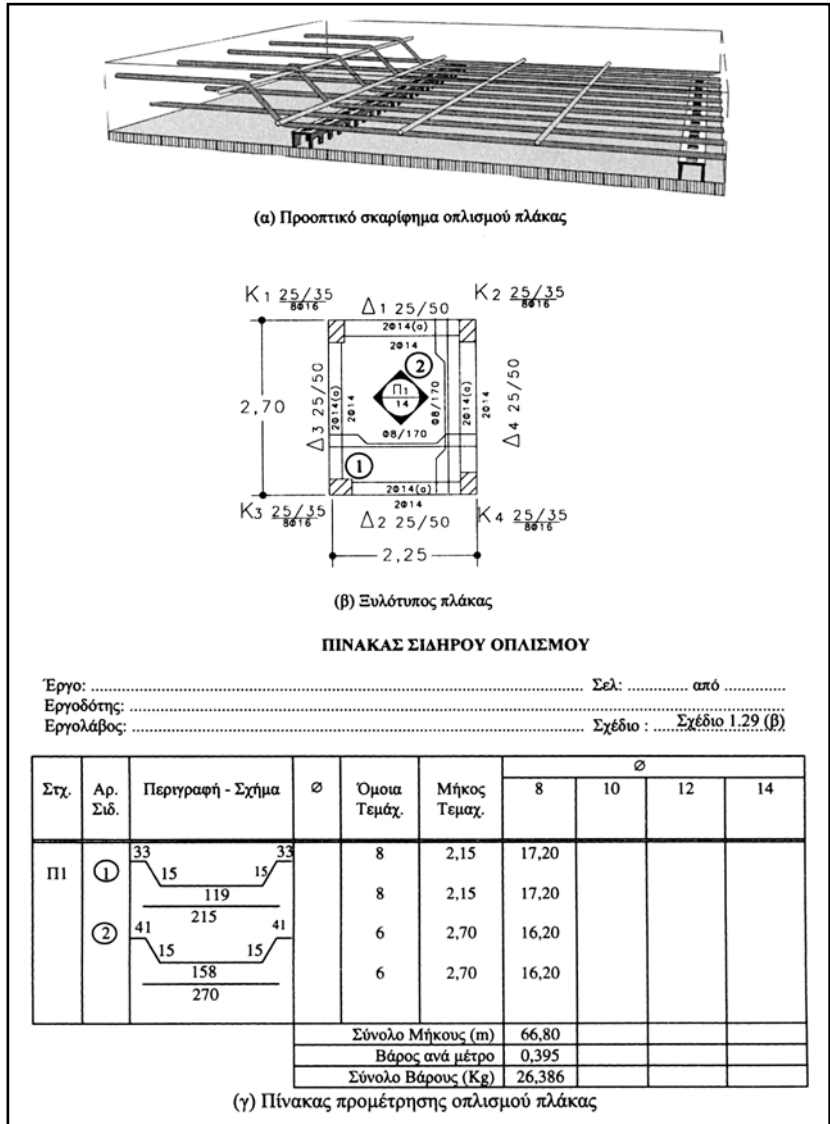 (α) Προοπτικό σκαρίφημα οπλισμού πλάκας
K1 25/35 8Φ16
Δ1 25/50
K2 25/35 8Φ16
2Φ14(α)
2Φ14
2
2,70
Δ3 25/50
2Φ14(α)
2Φ14
Π1
14
Φ8/170
Φ8/170
2Φ14(α)
2Φ14
Δ4 25/50
1
2Φ14(α)
2Φ14
K3 25/35 8Φ16
Δ2 25/50
K4 25/35 8Φ16
2,25
(β) Ξυλότυπος πλάκας
ΠΙΝΑΚΑΣ ΣΙΔΗΡΟΥ ΟΠΛΙΣΜΟΥ
Έργο: ........ Σελ: ........ από ........
Εργοδότης: ........
Εργολάβος: ........ Σχέδιο : Σχέδιο 1.29 (β)
Στχ. Αρ. Σιδ. Περιγραφή - Σχήμα Ø Όμοια Τεμάχ. Μήκος Τεμαχ. Ø
8 10 12 14
Π1 1 33 15 119 15 33 8 2,15 17,20
215 8 2,15 17,20
2 41 15 158 15 41 6 2,70 16,20
270 6 2,70 16,20
Σύνολο Μήκους (m) 66,80
Βάρος ανά μέτρο 0,395
Σύνολο Βάρους (Kg) 26,386
(γ) Πίνακας προμέτρησης οπλισμού πλάκας